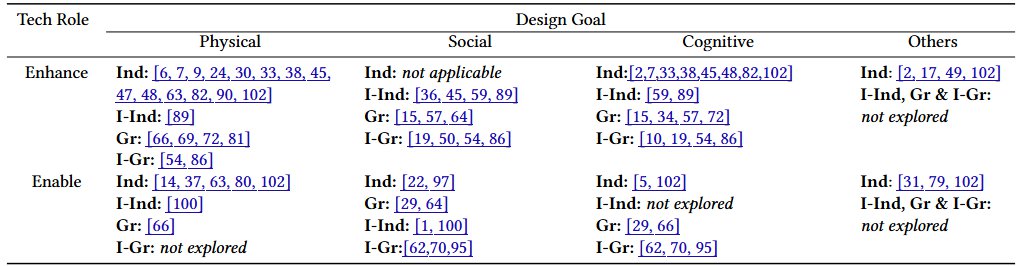 Tech Role Design Goal
Physical Social Cognitive Others
Enhance Ind: [6, 7, 9, 24, 30, 33, 38, 45, Ind: not applicable Ind:[2,7,33,38,45,48,82,102] Ind: [2, 17, 49, 102]
47, 48, 63, 82, 90, 102] I-Ind: [36, 45, 59, 89] I-Ind: [59, 89] I-Ind, Gr & I-Gr:
I-Ind: [89] Gr: [15, 57, 64] Gr: [15, 34, 57, 72] not explored
Gr: [66, 69, 72, 81] I-Gr: [19, 50, 54, 86] I-Gr: [10, 19, 54, 86]
I-Gr: [54, 86]
Enable Ind: [14, 37, 63, 80, 102] Ind: [22, 97] Ind: [5, 102] Ind: [31, 79, 102]
I-Ind: [100] Gr: [29, 64] I-Ind: not explored I-Ind, Gr & I-Gr:
Gr: [66] I-Ind: [1, 100] Gr: [29, 66] not explored
I-Gr: not explored I-Gr:[62,70,95] I-Gr: [62, 70, 95]